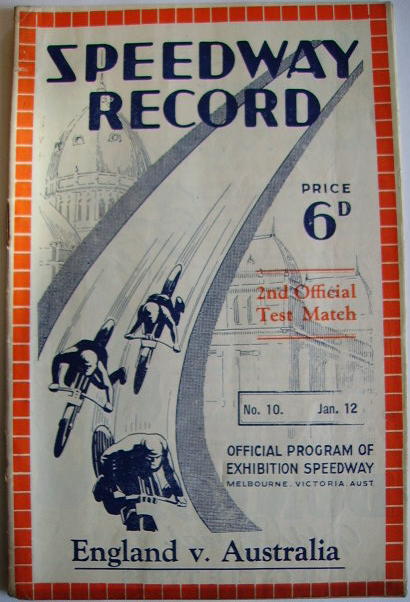 SPEEDWAY
RECORD
PRICE
6D
2nd Official
Test Match
No. 10. Jan. 12
OFFICIAL PROGRAM OF
EXHIBITION SPEEDWAY
MELBOURNE. VICTORIA. AUST
England v. Australia